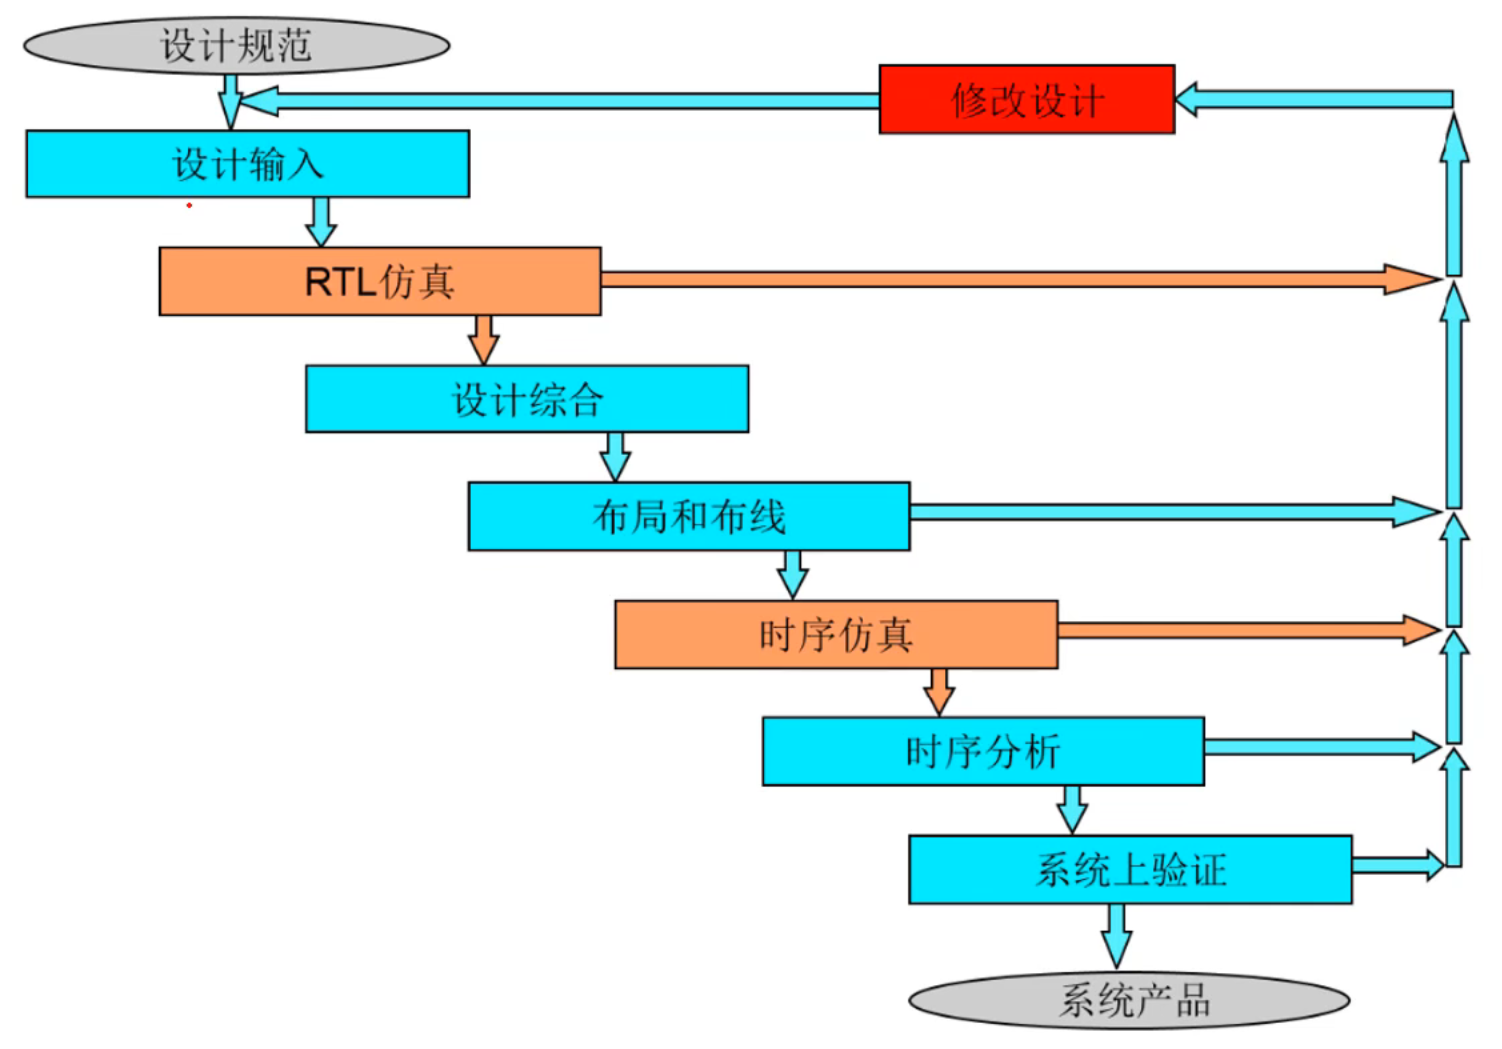 设计规范
修改设计
设计输入
RTL仿真
设计综合
布局和布线
时序仿真
时序分析
系统上验证
系统产品